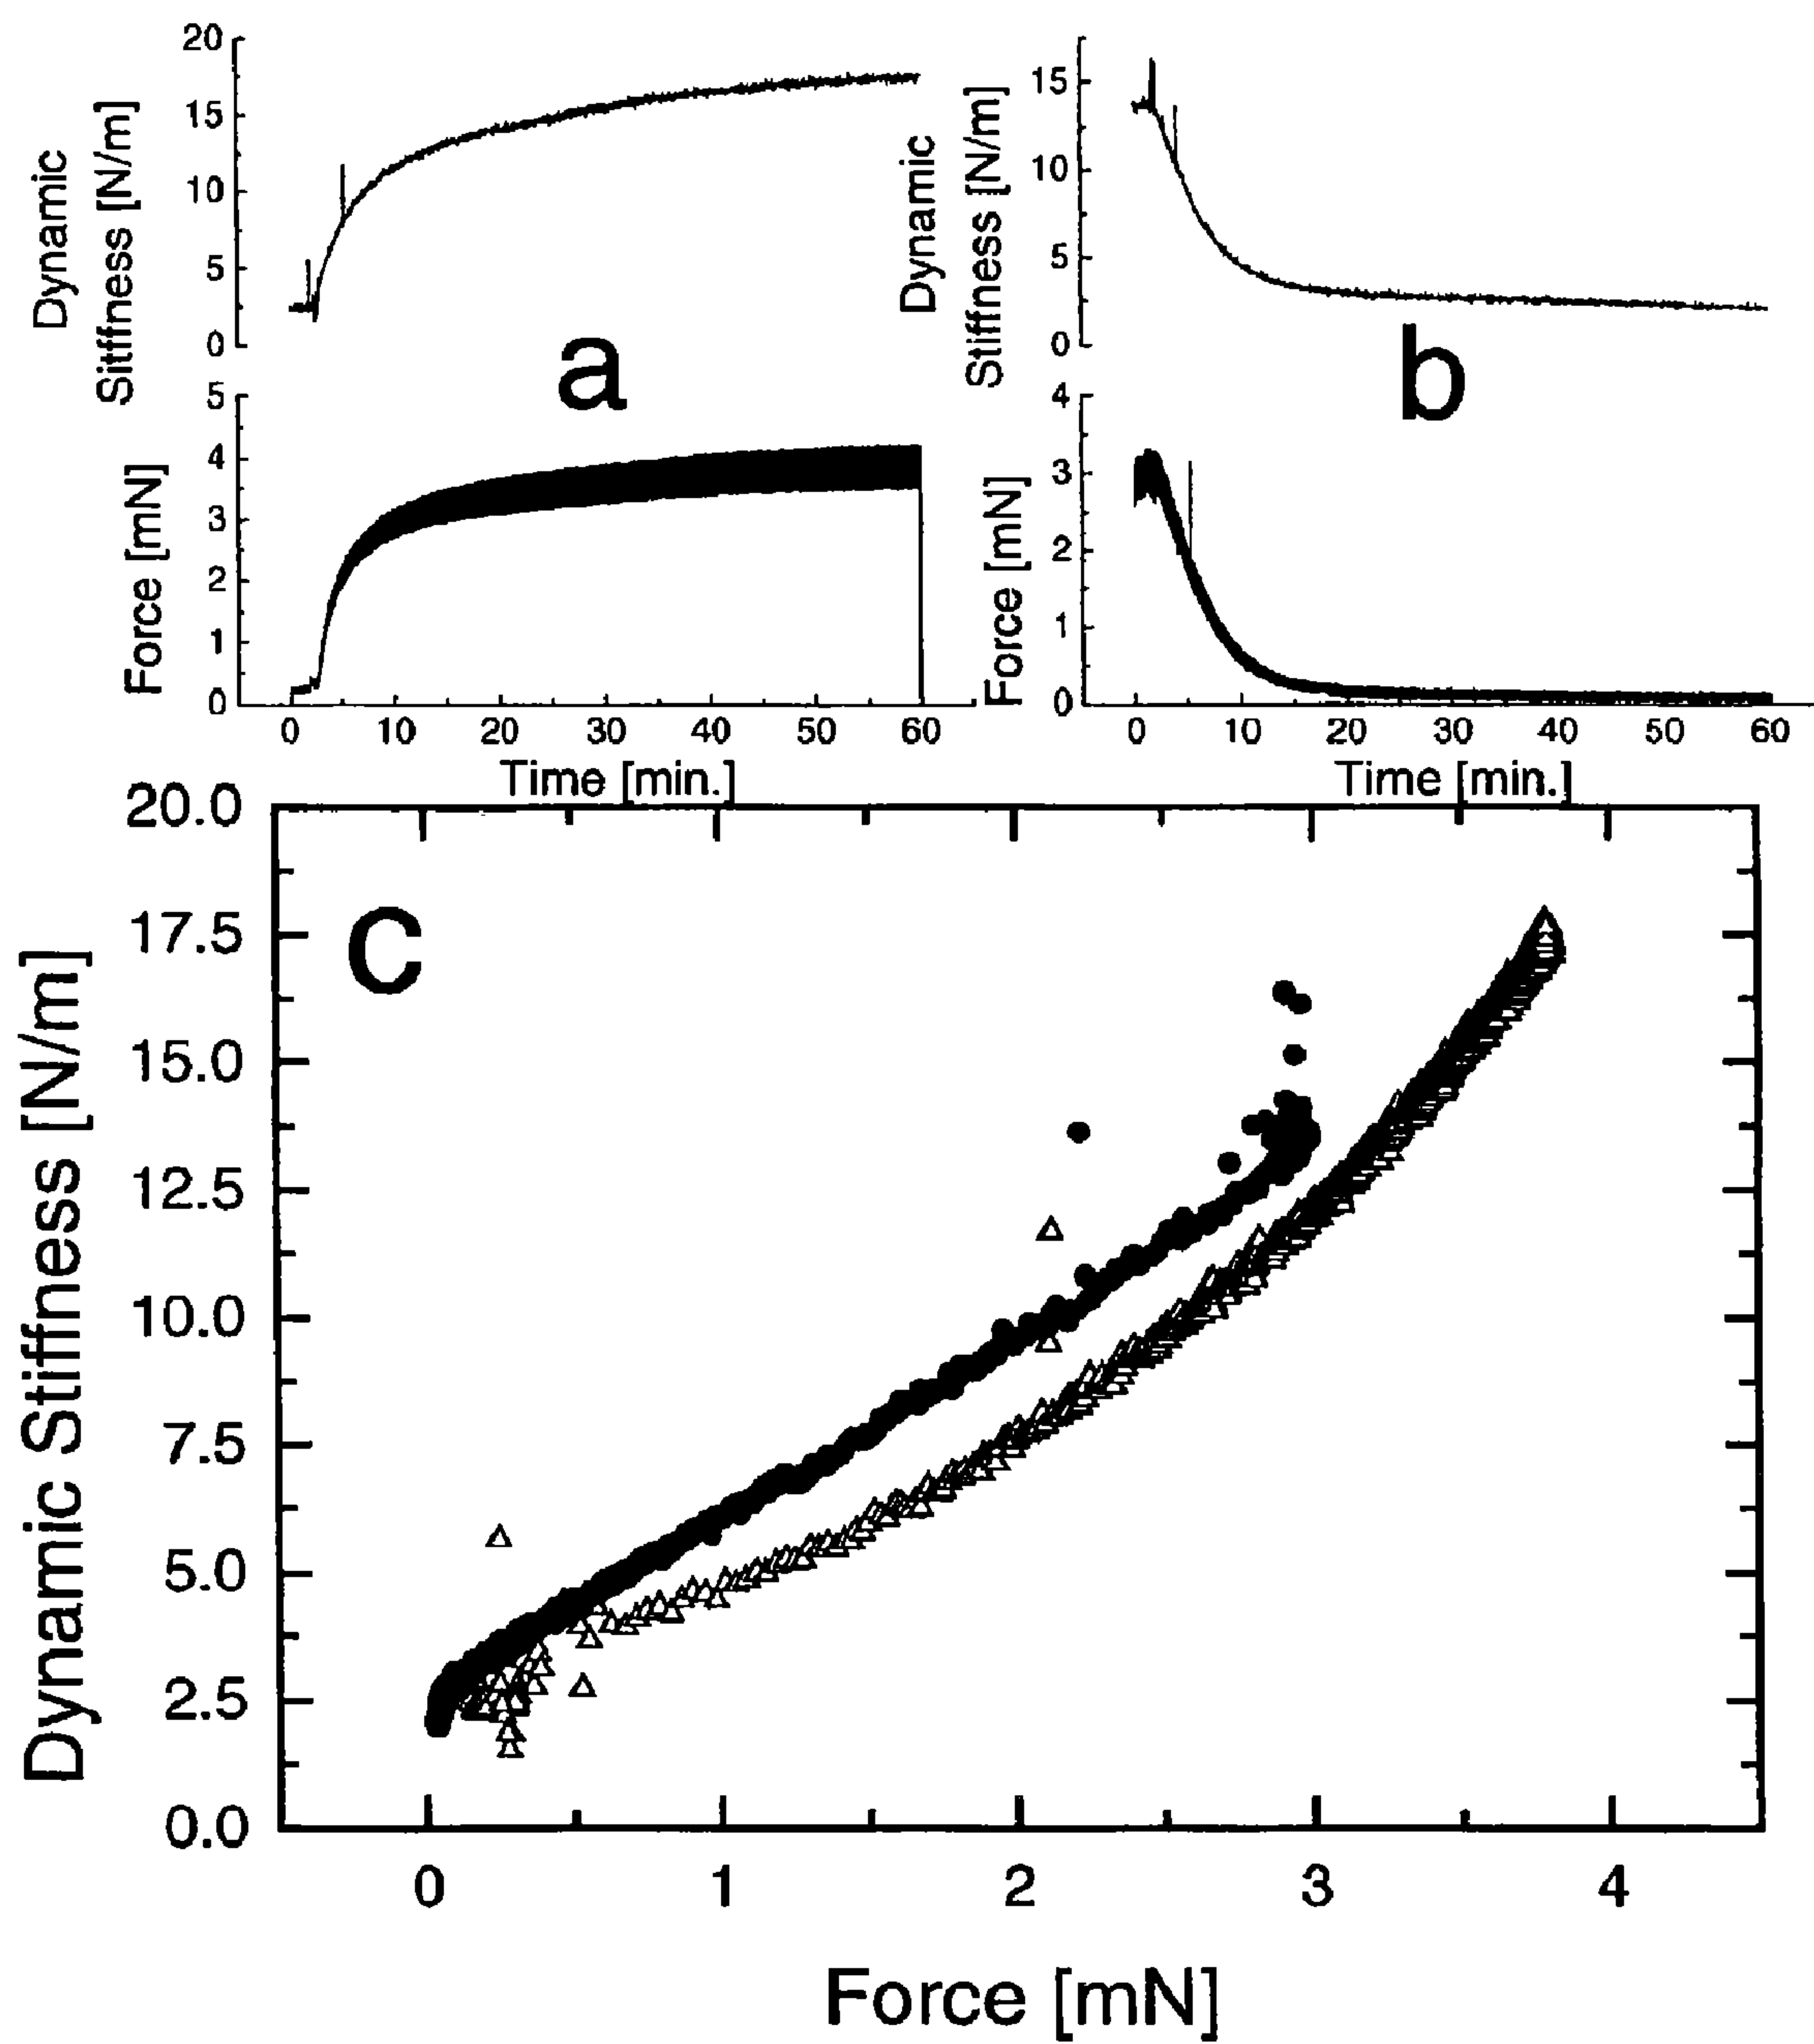 Dynamic
Sitffness [N/m]
20
15
10
5
0
a
Force [mN]
5
4
3
2
1
0
0 10 20 30 40 50 60
Time [min.]
Dynamic
Stiffness [N/m]
15
10
5
0
b
Force [mN]
4
3
2
1
0
0 10 20 30 40 50 60
Time [min.]
c
Dynamic Stiffness [N/m]
20.0
17.5
15.0
12.5
10.0
7.5
5.0
2.5
0.0
0 1 2 3 4
Force [mN]